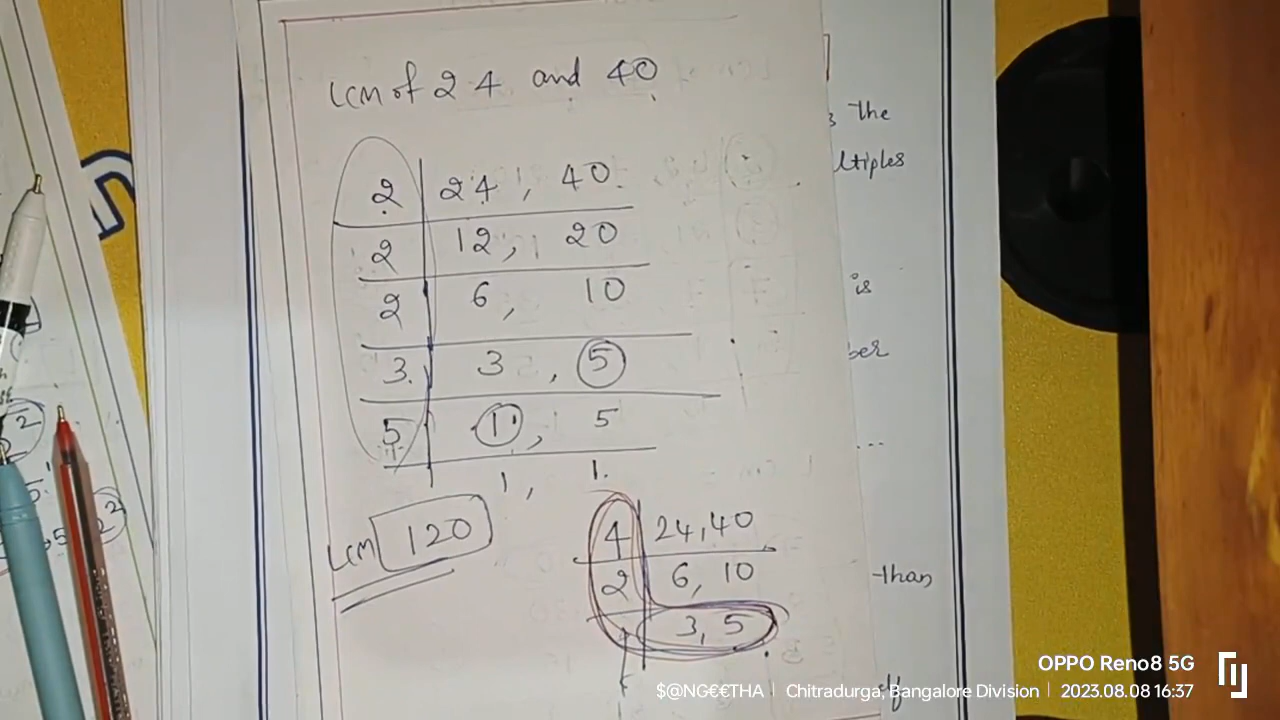 LCM of 24 and 40
2 | 24, 40
2 | 12, 20
2 | 6, 10
3 | 3, 5
5 | 1, 5
1, 1
LCM 120
4 | 24, 40
2 | 6, 10
3, 5
the
ltiples
is
ber
...
than
OPPO Reno8 5G
$@NG€€THA | Chitradurga, Bangalore Division | 2023.08.08 16:37